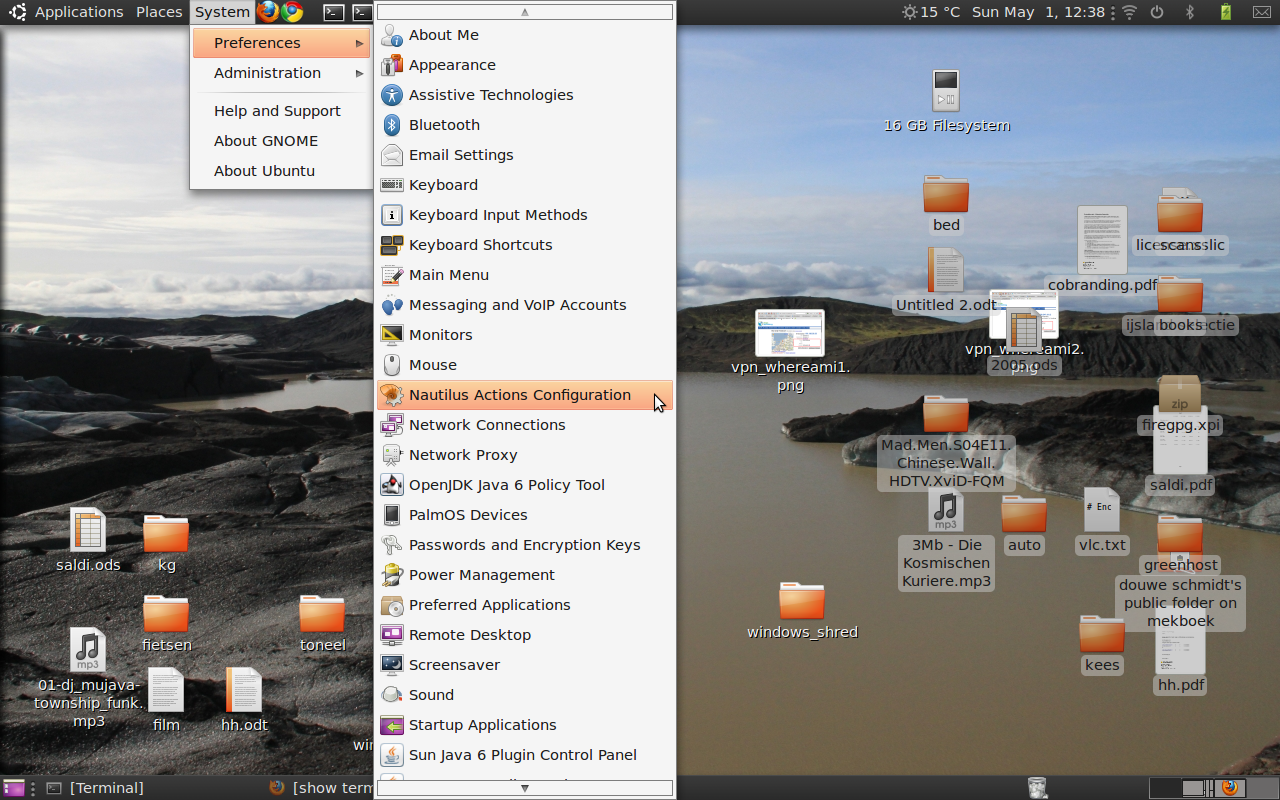 Applications Places System
15 °C Sun May 1, 12:38
Preferences
Administration
Help and Support
About GNOME
About Ubuntu
About Me
Appearance
Assistive Technologies
Bluetooth
Email Settings
Keyboard
Keyboard Input Methods
Keyboard Shortcuts
Main Menu
Messaging and VoIP Accounts
Monitors
Mouse
Nautilus Actions Configuration
Network Connections
Network Proxy
OpenJDK Java 6 Policy Tool
PalmOS Devices
Passwords and Encryption Keys
Power Management
Preferred Applications
Remote Desktop
Screensaver
Sound
Startup Applications
Sun Java 6 Plugin Control Panel
16 GB Filesystem
bed
cobranding.pdf
Untitled 2.odt
books
vpn_whereami1.
png
vpn_whereami2.
png
2005.ods
zip
firegpg.xpi
Mad.Men.S04E11.
Chinese.Wall.
HDTV.XviD-FQM
saldi.pdf
mp3
3Mb - Die
Kosmischen
Kuriere.mp3
auto
# Enc
vlc.txt
greenhost
douwe schmidt's
public folder on
mekboek
windows_shred
kees
hh.pdf
saldi.ods
kg
fietsen
toneel
mp3
01-dj_mujava-
township_funk.
mp3
film
hh.odt
[Terminal]
[show term